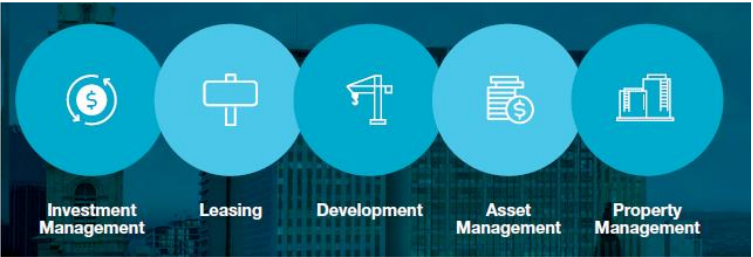 Investment
Management
Leasing
Development
Asset
Management
Property
Management